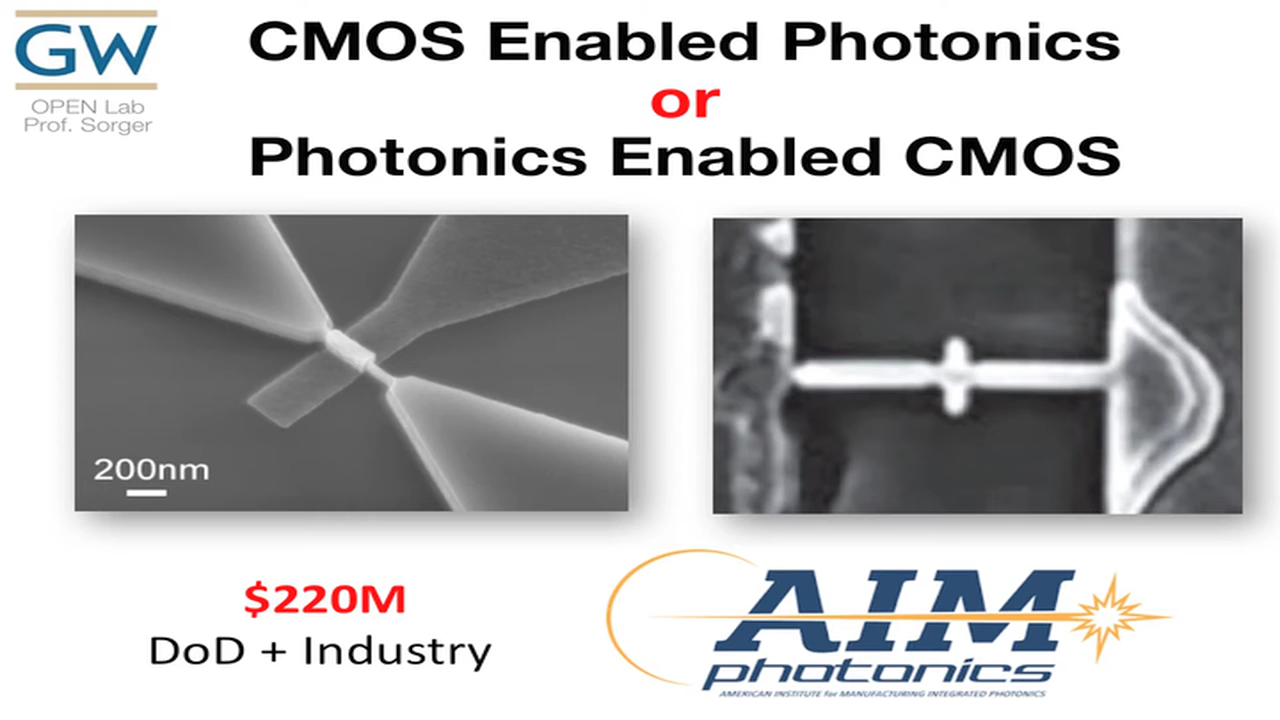 GW
OPEN Lab
Prof. Sorger
CMOS Enabled Photonics
or
Photonics Enabled CMOS
200nm
$220M
DoD + Industry
AIM
photonics
AMERICAN INSTITUTE for MANUFACTURING INTEGRATED PHOTONICS